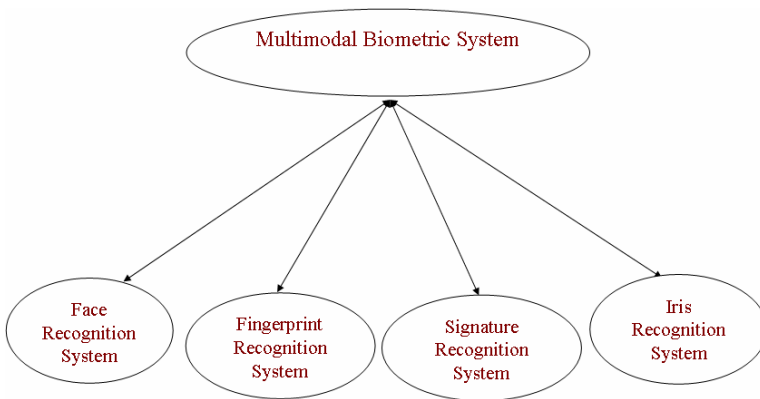 Multimodal Biometric System
Face
Recognition
System
Fingerprint
Recognition
System
Signature
Recognition
System
Iris
Recognition
System